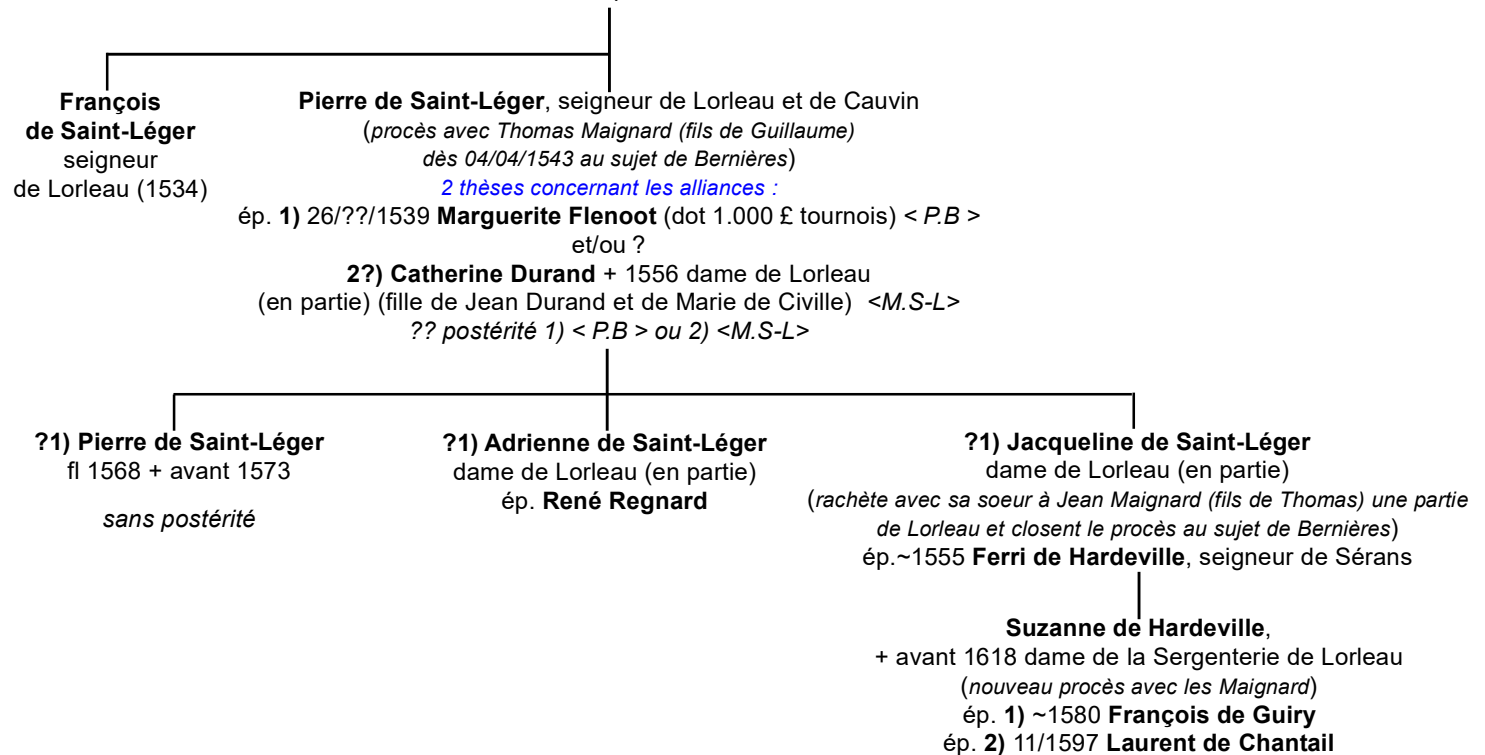 François
de Saint-Léger
seigneur
de Lorleau (1534)
Pierre de Saint-Léger, seigneur de Lorleau et de Cauvin
(procès avec Thomas Maignard (fils de Guillaume)
dès 04/04/1543 au sujet de Bernières)
2 thèses concernant les alliances :
ép. 1) 26/??/1539 Marguerite Flenoot (dot 1.000 £ tournois) < P.B >
et/ou ?
2?) Catherine Durand + 1556 dame de Lorleau
(en partie) (fille de Jean Durand et de Marie de Civille) <M.S-L>
?? postérité 1) < P.B > ou 2) <M.S-L>
?1) Pierre de Saint-Léger
fl 1568 + avant 1573
sans postérité
?1) Adrienne de Saint-Léger
dame de Lorleau (en partie)
ép. René Regnard
?1) Jacqueline de Saint-Léger
dame de Lorleau (en partie)
(rachète avec sa soeur à Jean Maignard (fils de Thomas) une partie
de Lorleau et closent le procès au sujet de Bernières)
ép.~1555 Ferri de Hardeville, seigneur de Sérans
Suzanne de Hardeville,
+ avant 1618 dame de la Sergenterie de Lorleau
(nouveau procès avec les Maignard)
ép. 1) ~1580 François de Guiry
ép. 2) 11/1597 Laurent de Chantail